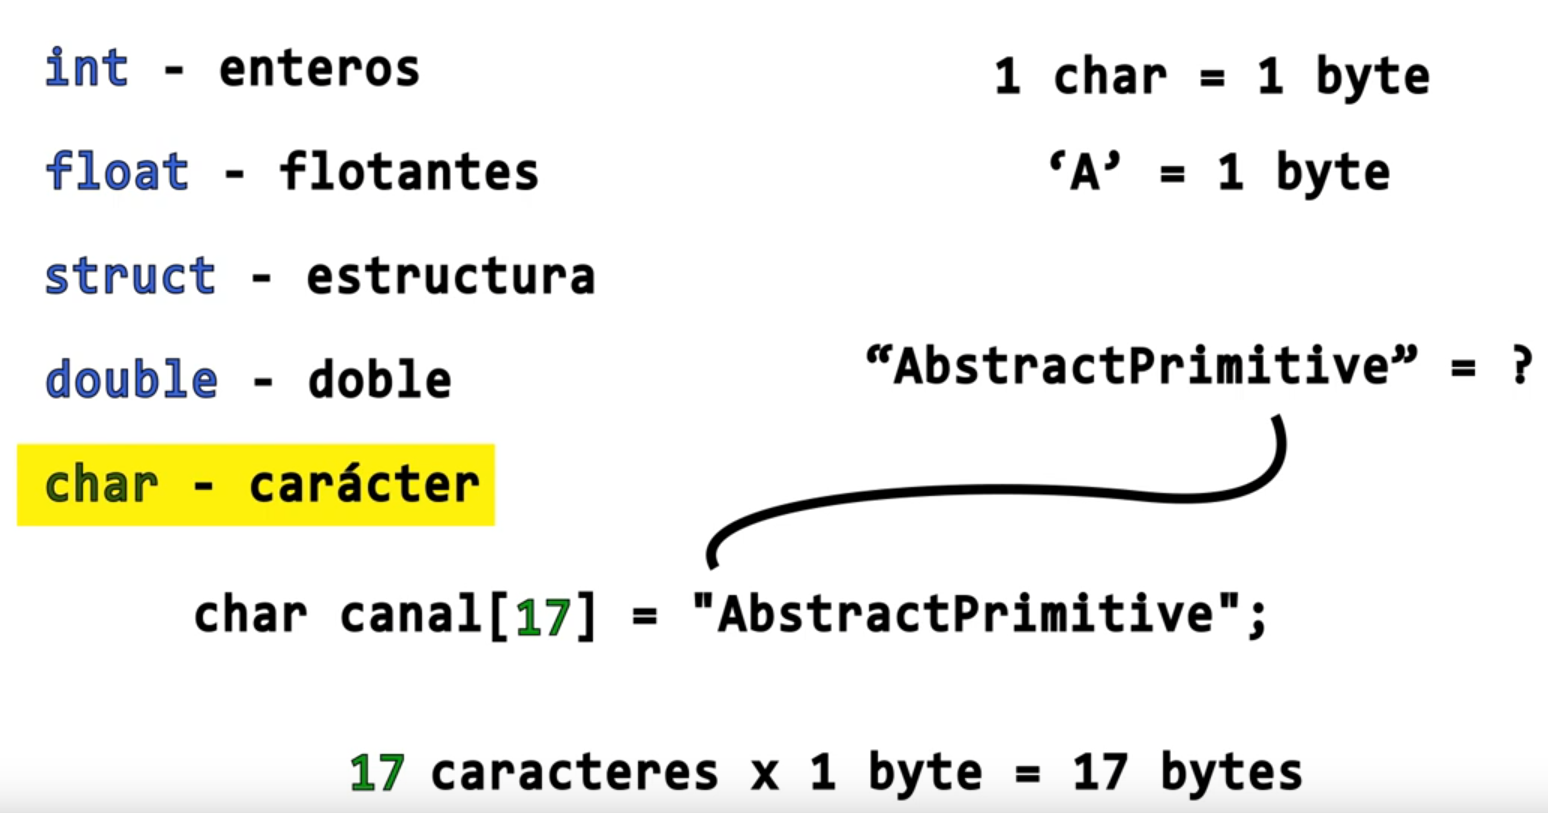 int - enteros
float - flotantes
struct - estructura
double - doble
char - carácter
1 char = 1 byte
‘A’ = 1 byte
“AbstractPrimitive” = ?
char canal[17] = "AbstractPrimitive";
17 caracteres x 1 byte = 17 bytes